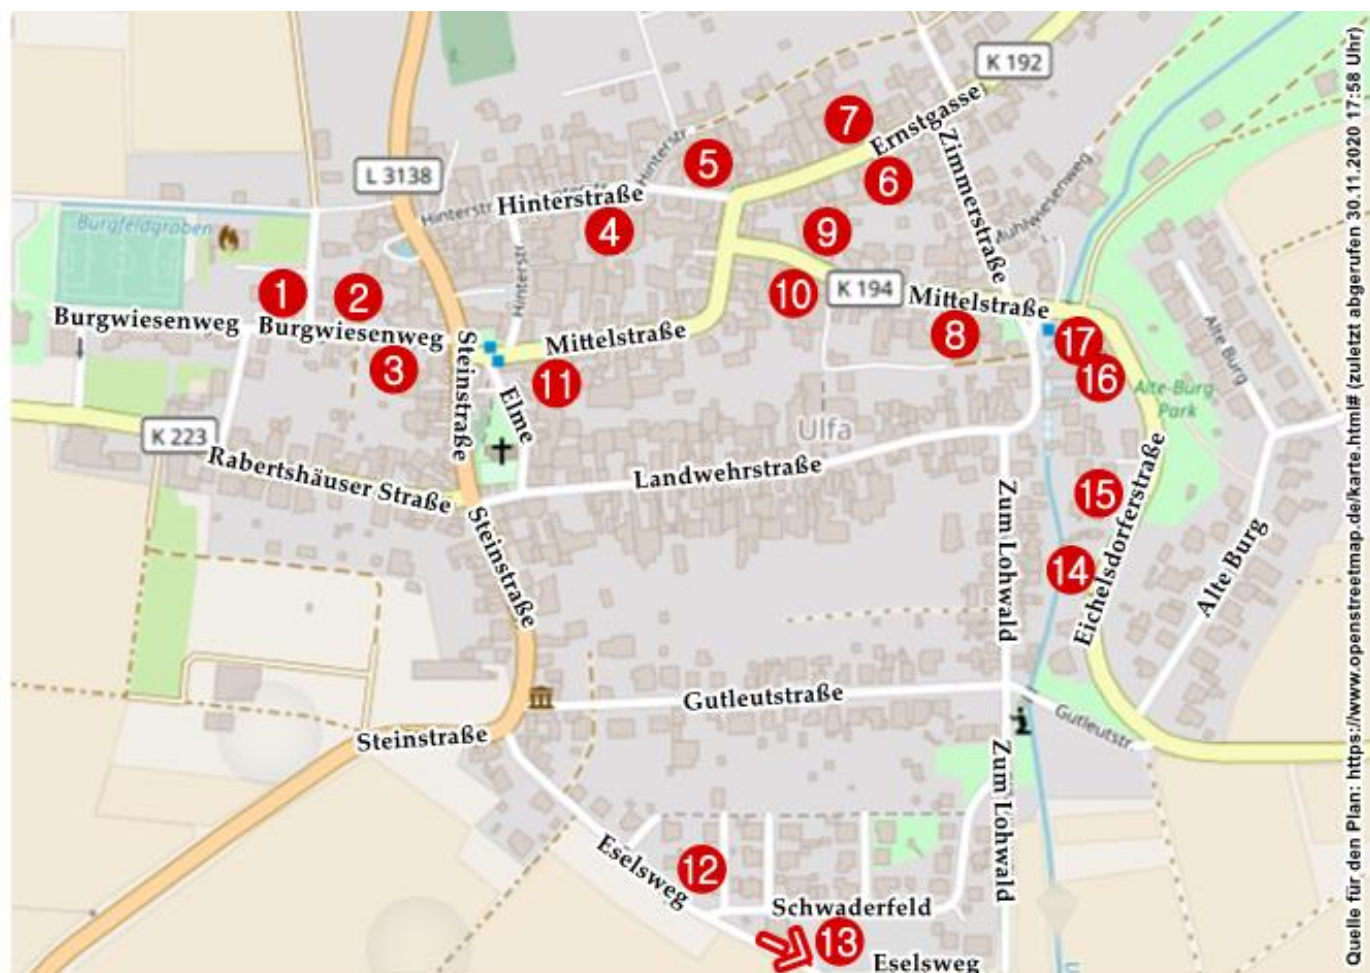 K 192
Ernstgasse
7
Zimmerstraße
5
6
Hinterstr.
L 3138
Hinterstraße
Hinterstr
Mühlwiesenweg
Burgfeldgraben
4
9
Hinterstr
1
2
10
K 194
Mittelstraße
Burgwiesenweg
Burgwiesenweg
Mittelstraße
8
17
Alte Burg
3
Steinstraße
11
16
Alte-Burg-
Park
Elme
K 223
Ulfa
Rabertshäuser Straße
Landwehrstraße
15
Steinstraße
Zum Lohwald
14
Eichelsdorferstraße
Alte Burg
Gutleutstraße
Gutleutstr.
Steinstraße
Zum Lohwald
Eselsweg
12
Schwaderfeld
13
Eselsweg
Quelle für den Plan: https://www.openstreetmap.de/karte.html# (zuletzt abgerufen 30.11.2020 17:58 Uhr)